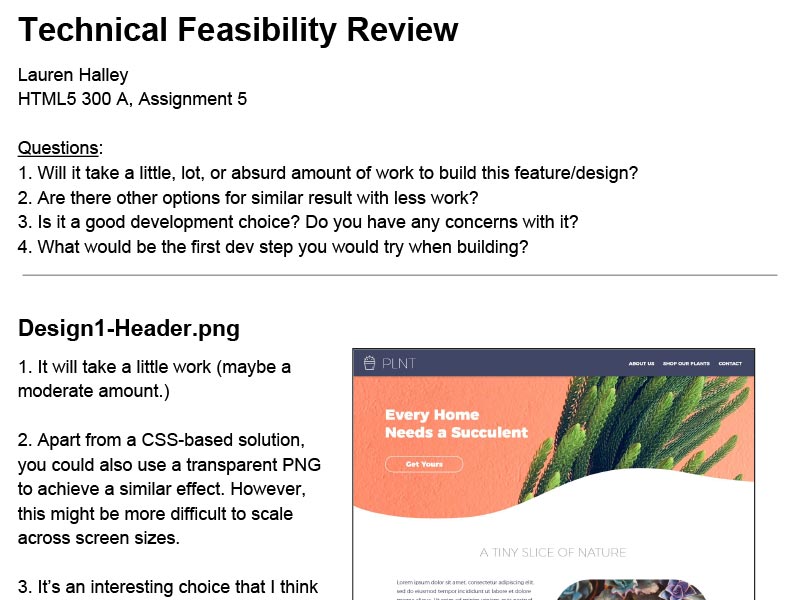 Technical Feasibility Review
Lauren Halley
HTML5 300 A, Assignment 5
Questions:
1. Will it take a little, lot, or absurd amount of work to build this feature/design?
2. Are there other options for similar result with less work?
3. Is it a good development choice? Do you have any concerns with it?
4. What would be the first dev step you would try when building?
Design1-Header.png
1. It will take a little work (maybe a
moderate amount.)
2. Apart from a CSS-based solution,
you could also use a transparent PNG
to achieve a similar effect. However,
this might be more difficult to scale
across screen sizes.
3. It’s an interesting choice that I think
PLNT
ABOUT US SHOP OUR PLANTS CONTACT
Every Home
Needs a Succulent
Get Yours
A TINY SLICE OF NATURE
Lorem ipsum dolor sit amet, consectetur adipiscing elit,
sed do eiusmod tempor incididunt ut labore et dolore